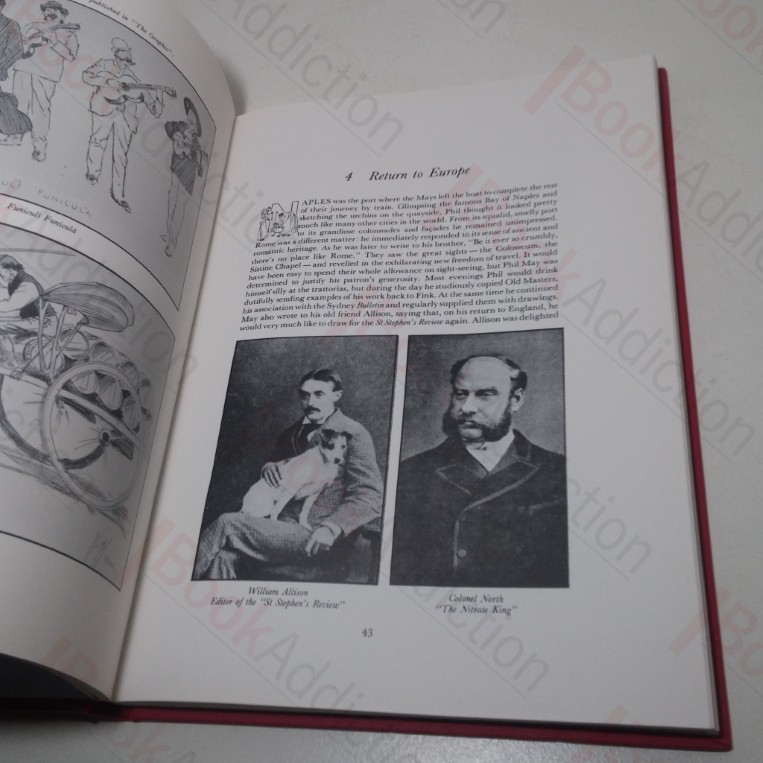 published in "The Graphic".
FUNICULA
Funiculì Funiculà
4 Return to Europe
APLES was the port where the Mays left the boat to complete the rest
of their journey by train. Glimpsing the famous Bay of Naples and
sketching the urchins on the quayside, Phil thought it looked pretty
much like many other cities in the world. From its squalid, smelly port
to its grandiose colonnades and façades he remained unimpressed.
Rome was a different matter: he immediately responded to its sense of ancient and
romantic heritage. As he was later to write to his brother, "Be it ever so crumbly,
there's no place like Rome." They saw the great sights — the Colosseum, the
Sistine Chapel — and revelled in the exhilarating new freedom of travel. It would
have been easy to spend their whole allowance on sight-seeing, but Phil May was
determined to justify his patron's generosity. Most evenings Phil would drink
himself silly at the trattorias, but during the day he studiously copied Old Masters,
dutifully sending examples of his work back to Fink. At the same time he continued
his association with the Sydney Bulletin and regularly supplied them with drawings.
May also wrote to his old friend Allison, saying that, on his return to England, he
would very much like to draw for the St Stephen's Review again. Allison was delighted
William Allison
Editor of the "St Stephen's Review"
Colonel North
"The Nitrate King"
43
BookAddiction